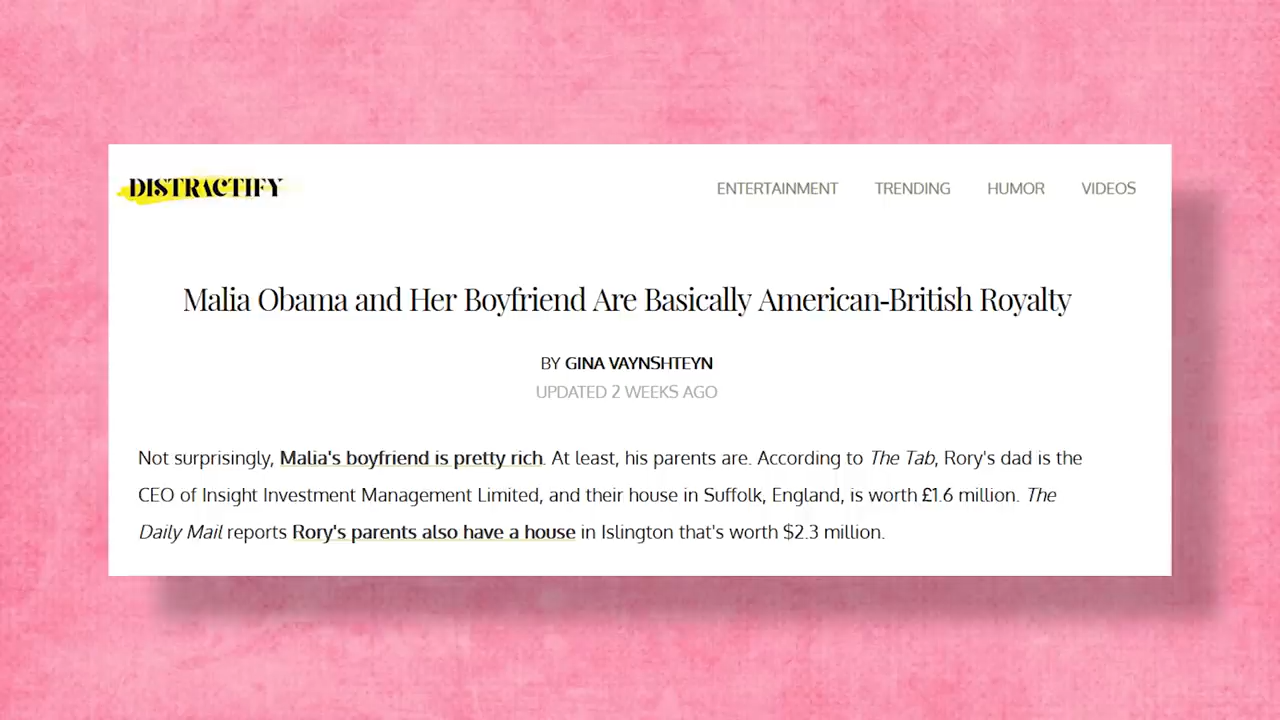 DISTRACTIFY
ENTERTAINMENT TRENDING HUMOR VIDEOS
Malia Obama and Her Boyfriend Are Basically American-British Royalty
BY GINA VAYNSHTEYN
UPDATED 2 WEEKS AGO
Not surprisingly, Malia's boyfriend is pretty rich. At least, his parents are. According to The Tab, Rory's dad is the
CEO of Insight Investment Management Limited, and their house in Suffolk, England, is worth £1.6 million. The
Daily Mail reports Rory's parents also have a house in Islington that's worth $2.3 million.